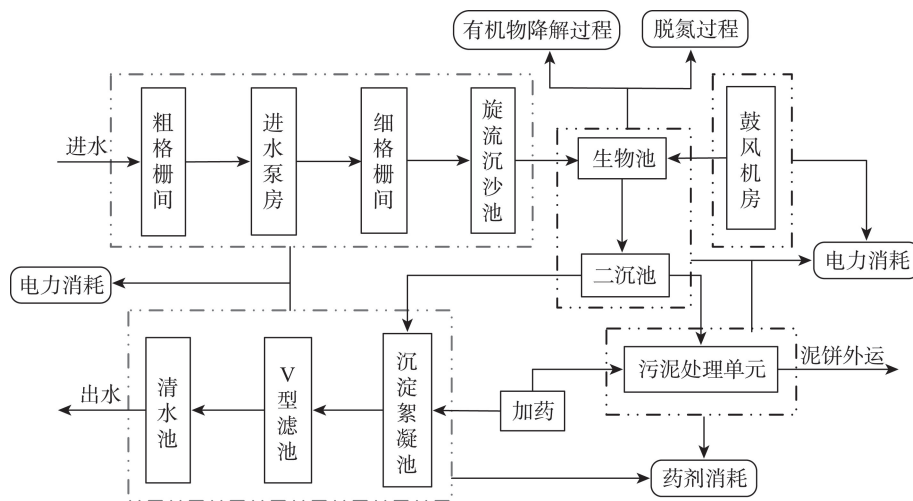 有机物降解过程
脱氮过程
进水
粗格栅间
进水泵房
细格栅间
旋流沉沙池
生物池
鼓风机房
电力消耗
二沉池
电力消耗
出水
清水池
V型滤池
沉淀絮凝池
加药
污泥处理单元
泥饼外运
药剂消耗